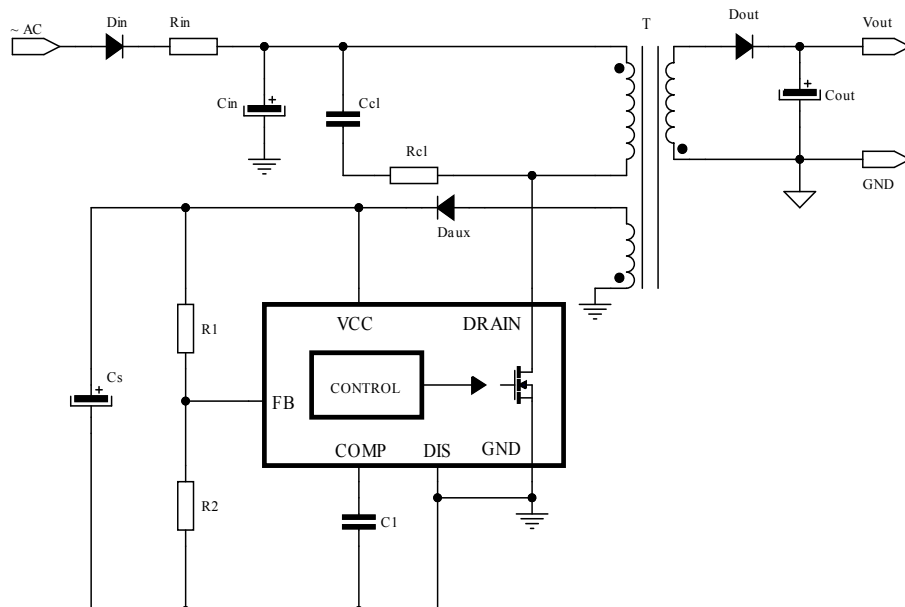 ~ AC
Din
Rin
T
Dout
Vout
Cin
+
Ccl
+
Cout
Rcl
GND
Daux
VCC
DRAIN
R1
Cs
+
CONTROL
FB
COMP
DIS
GND
R2
C1